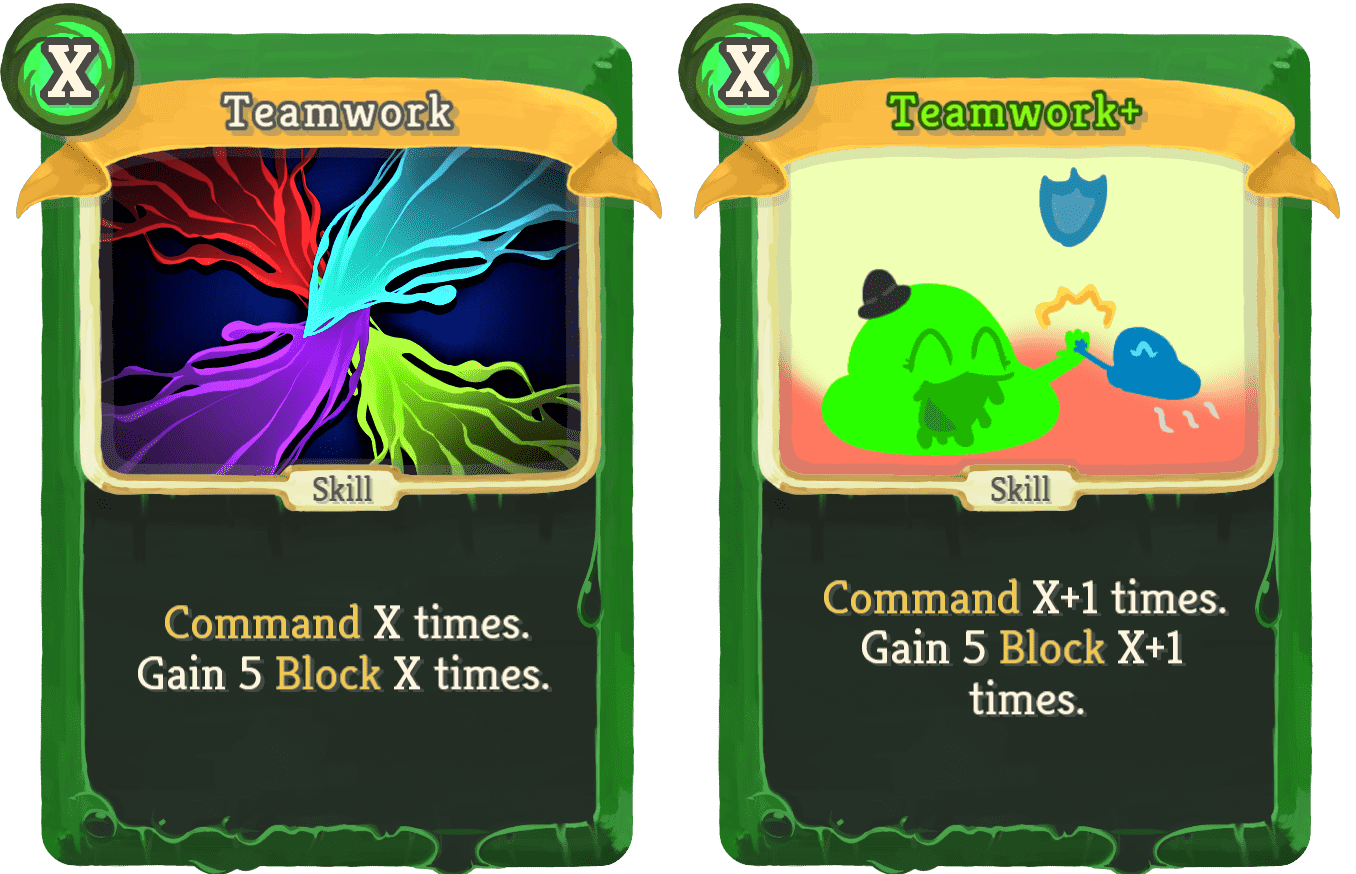 X
Teamwork
Skill
Command X times.
Gain 5 Block X times.
X
Teamwork+
Skill
Command X+1 times.
Gain 5 Block X+1
times.